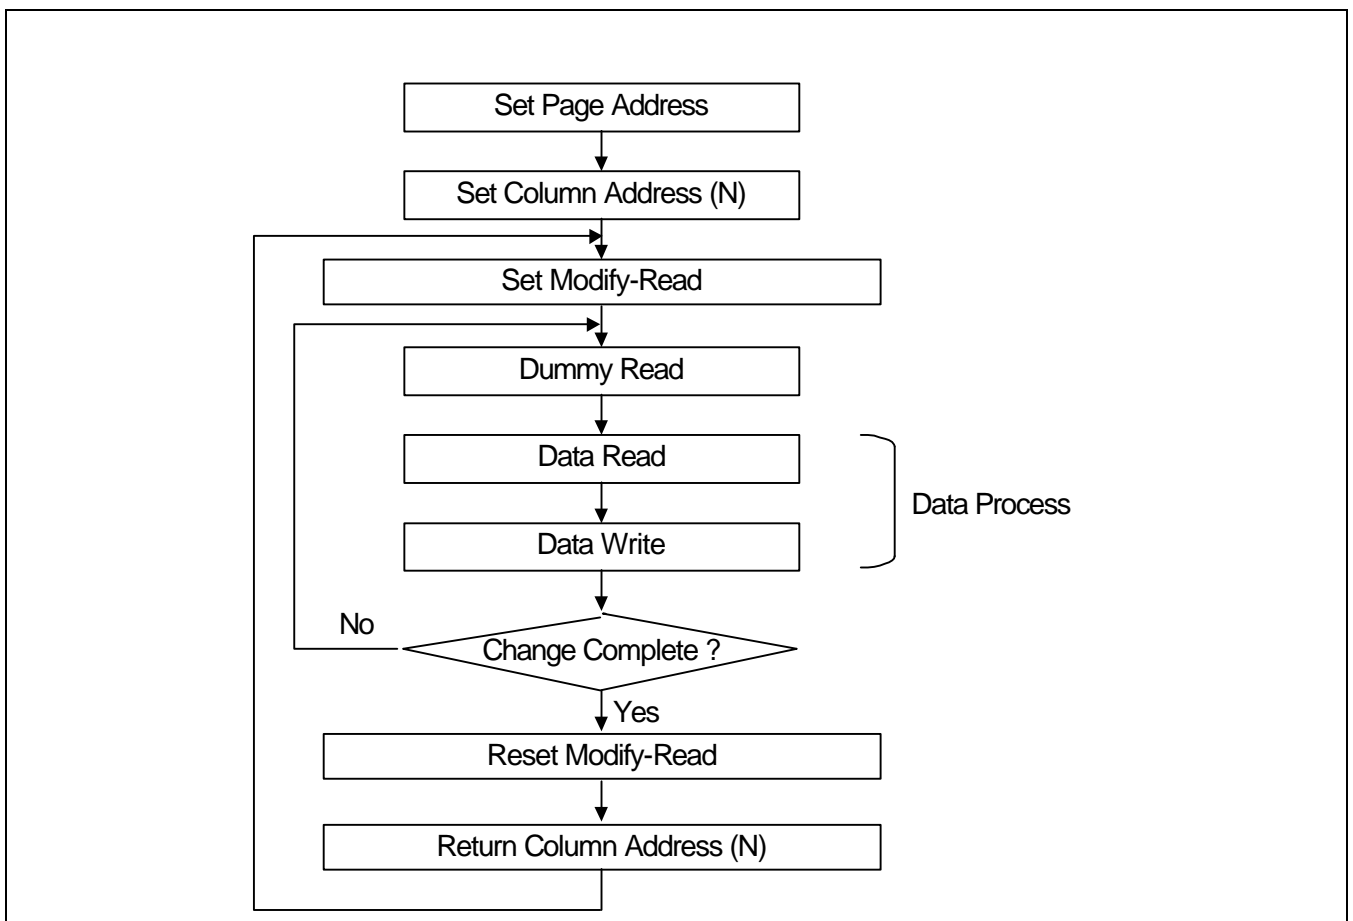 Set Page Address
Set Column Address (N)
Set Modify-Read
Dummy Read
Data Read
Data Process
Data Write
No
Change Complete ?
Yes
Reset Modify-Read
Return Column Address (N)